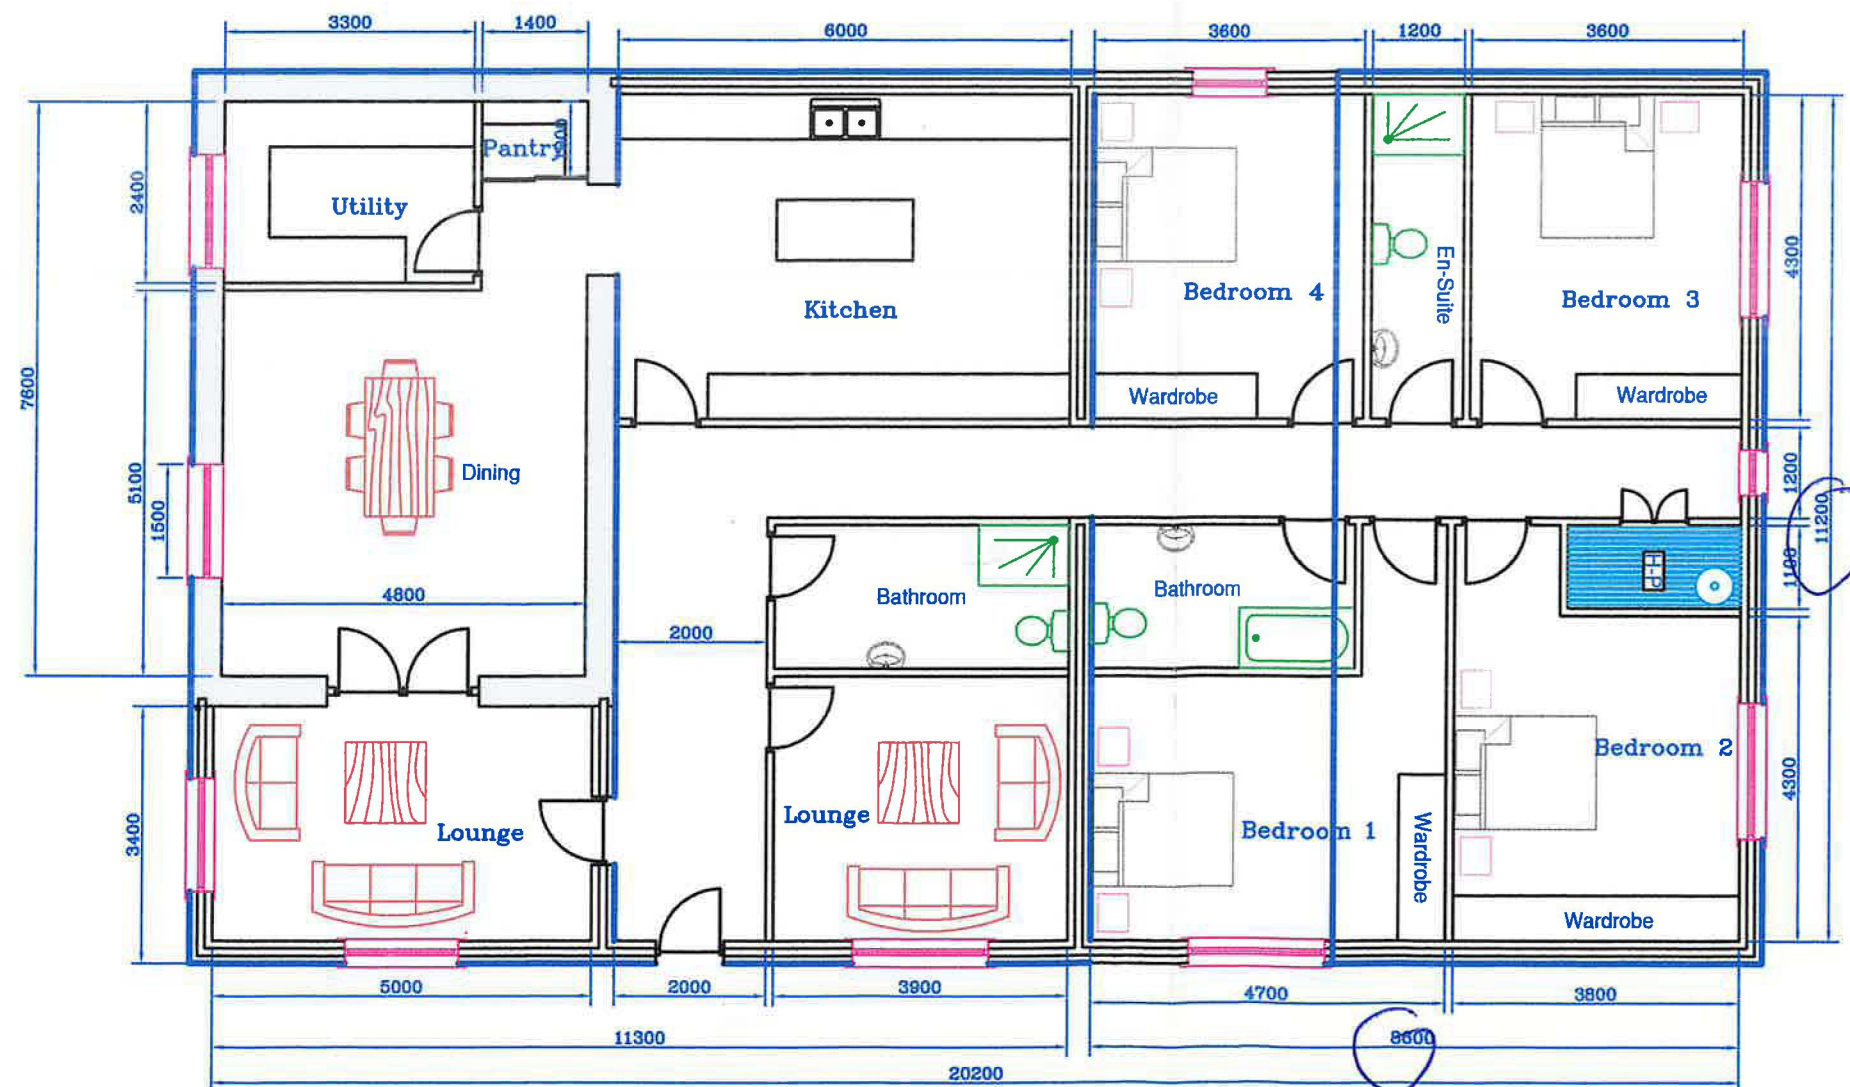 3300 1400 6000 3600 1200 3600
Pantry
Utility
2400
7600
Kitchen
Bedroom 4
En-Suite
Bedroom 3
4300
Wardrobe
Wardrobe
Dining
5100
1500
1200
11200
1100
H-P
4800
2000
Bathroom
Bathroom
Lounge
3400
Lounge
Bedroom 1
Wardrobe
Bedroom 2
4300
Wardrobe
5000 2000 3900 4700 3800
11300 8600
20200